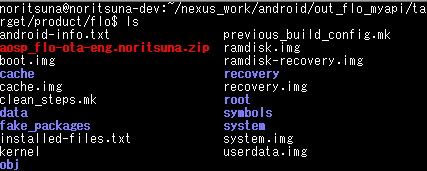 noritsuna@noritsuna-dev:~/nexus_work/android/out_flo_myapi/ta
rget/product/flo$ ls
android-info.txt previous_build_config.mk
aosp_flo-ota-eng.noritsuna.zip ramdisk.img
boot.img ramdisk-recovery.img
cache recovery
cache.img recovery.img
clean_steps.mk root
data symbols
fake_packages system
installed-files.txt system.img
kernel userdata.img
obj